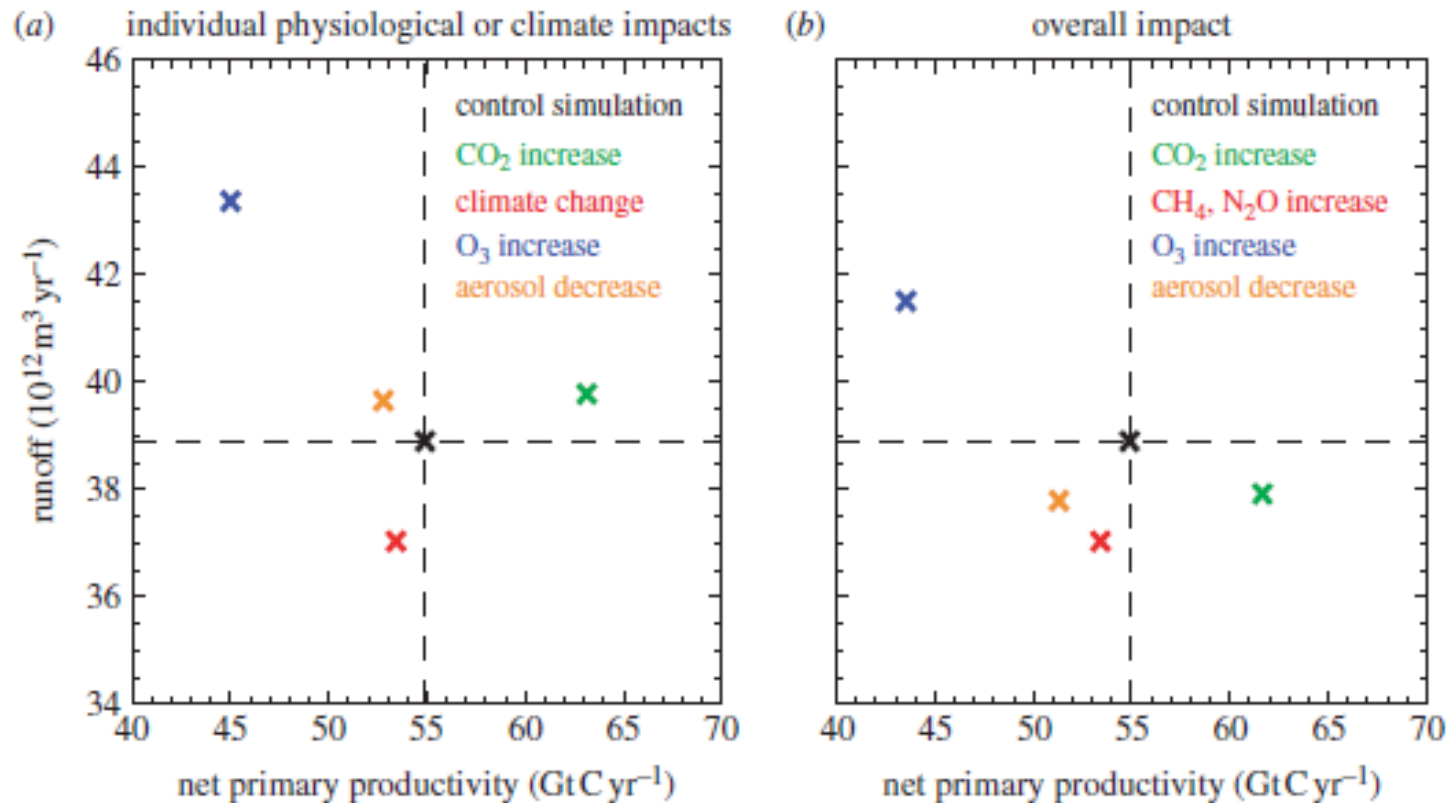 (a) individual physiological or climate impacts
46
44
42
40
38
36
34
40 45 50 55 60 65 70
runoff (10¹² m³ yr⁻¹)
net primary productivity (Gt C yr⁻¹)
control simulation
CO₂ increase
climate change
O₃ increase
aerosol decrease
(b) overall impact
control simulation
CO₂ increase
CH₄, N₂O increase
O₃ increase
aerosol decrease
40 45 50 55 60 65 70
net primary productivity (Gt C yr⁻¹)